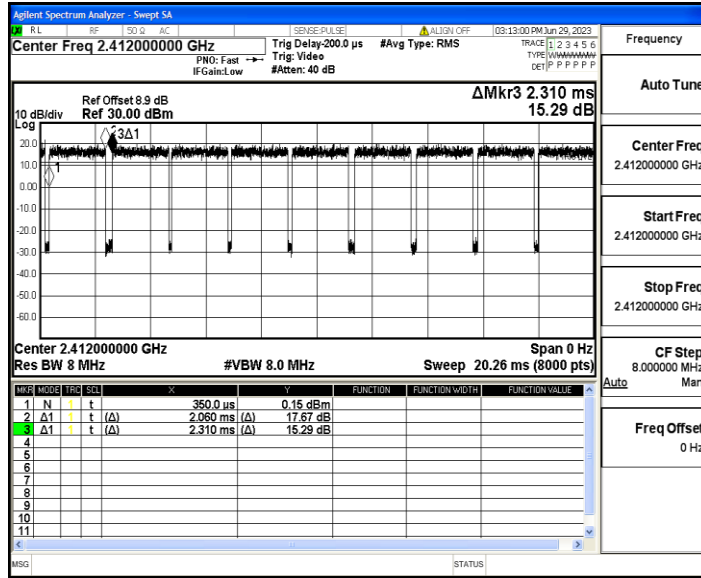 Agilent Spectrum Analyzer - Swept SA
RL RF 50 Ω AC SENSE:PULSE ALIGN OFF 03:13:00 PM Jun 29, 2023
Center Freq 2.412000000 GHz
PNO: Fast
IFGain:Low
Trig Delay-200.0 µs
Trig: Video
#Atten: 40 dB
#Avg Type: RMS
TRACE 1 2 3 4 5 6
TYPE
DET P P P P P P
ΔMkr3 2.310 ms
15.29 dB
Ref Offset 8.9 dB
Ref 30.00 dBm
10 dB/div
Log
20.0
10.0
0.00
-10.0
-20.0
-30.0
-40.0
-50.0
-60.0
3Δ1
1
Center 2.412000000 GHz Span 0 Hz
Res BW 8 MHz #VBW 8.0 MHz Sweep 20.26 ms (8000 pts)
MKR MODE TRC SCL X Y FUNCTION FUNCTION WIDTH FUNCTION VALUE
1 N 1 t 350.0 µs 0.15 dBm
2 Δ1 1 t (Δ) 2.060 ms (Δ) 17.67 dB
3 Δ1 1 t (Δ) 2.310 ms (Δ) 15.29 dB
4
5
6
7
8
9
10
11
MSG STATUS
Frequency
Auto Tune
Center Freq
2.412000000 GHz
Start Freq
2.412000000 GHz
Stop Freq
2.412000000 GHz
CF Step
8.000000 MHz
Auto Man
Freq Offset
0 Hz